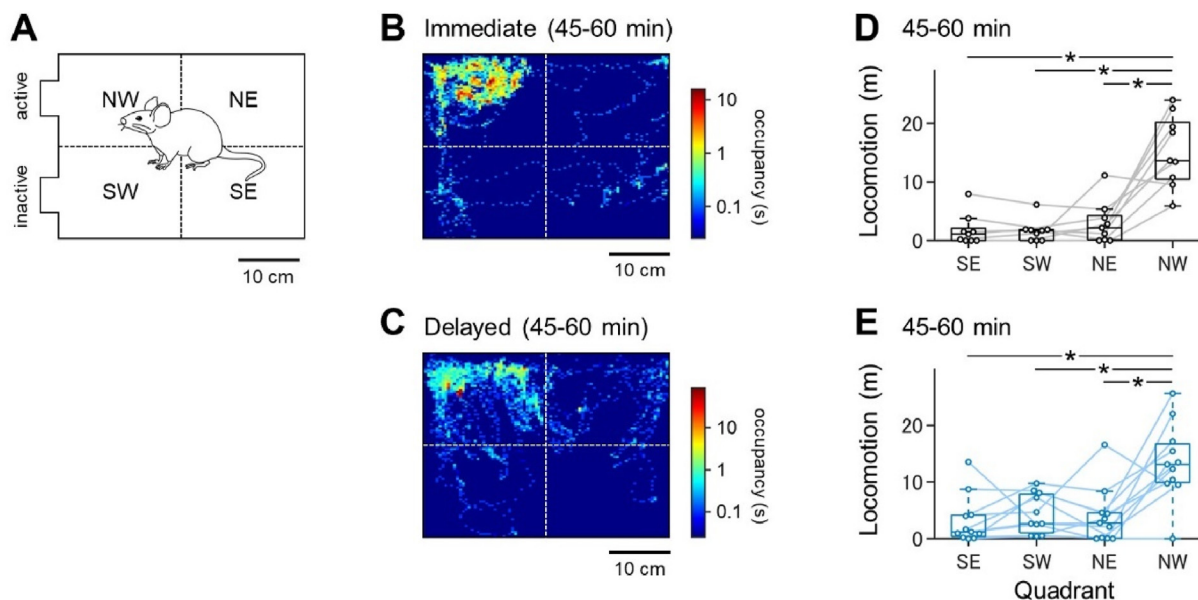 A
active
inactive
NW
NE
SW
SE
10 cm
B Immediate (45-60 min)
10
1
0.1
occupancy (s)
10 cm
C Delayed (45-60 min)
10
1
0.1
occupancy (s)
10 cm
D 45-60 min
*
*
*
Locomotion (m)
20
10
0
SE SW NE NW
E 45-60 min
*
*
*
Locomotion (m)
20
10
0
SE SW NE NW
Quadrant